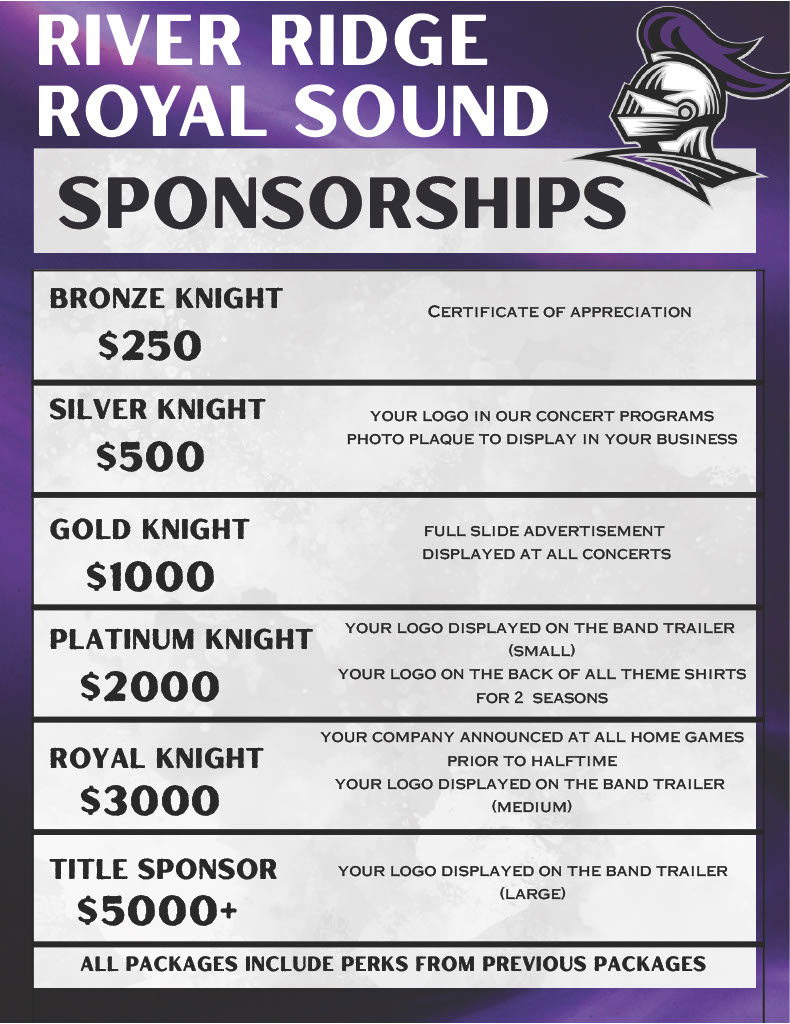 RIVER RIDGE
ROYAL SOUND
SPONSORSHIPS
BRONZE KNIGHT
$250
CERTIFICATE OF APPRECIATION
SILVER KNIGHT
$500
YOUR LOGO IN OUR CONCERT PROGRAMS
PHOTO PLAQUE TO DISPLAY IN YOUR BUSINESS
GOLD KNIGHT
$1000
FULL SLIDE ADVERTISEMENT
DISPLAYED AT ALL CONCERTS
PLATINUM KNIGHT
$2000
YOUR LOGO DISPLAYED ON THE BAND TRAILER
(SMALL)
YOUR LOGO ON THE BACK OF ALL THEME SHIRTS
FOR 2 SEASONS
ROYAL KNIGHT
$3000
YOUR COMPANY ANNOUNCED AT ALL HOME GAMES
PRIOR TO HALFTIME
YOUR LOGO DISPLAYED ON THE BAND TRAILER
(MEDIUM)
TITLE SPONSOR
$5000+
YOUR LOGO DISPLAYED ON THE BAND TRAILER
(LARGE)
ALL PACKAGES INCLUDE PERKS FROM PREVIOUS PACKAGES